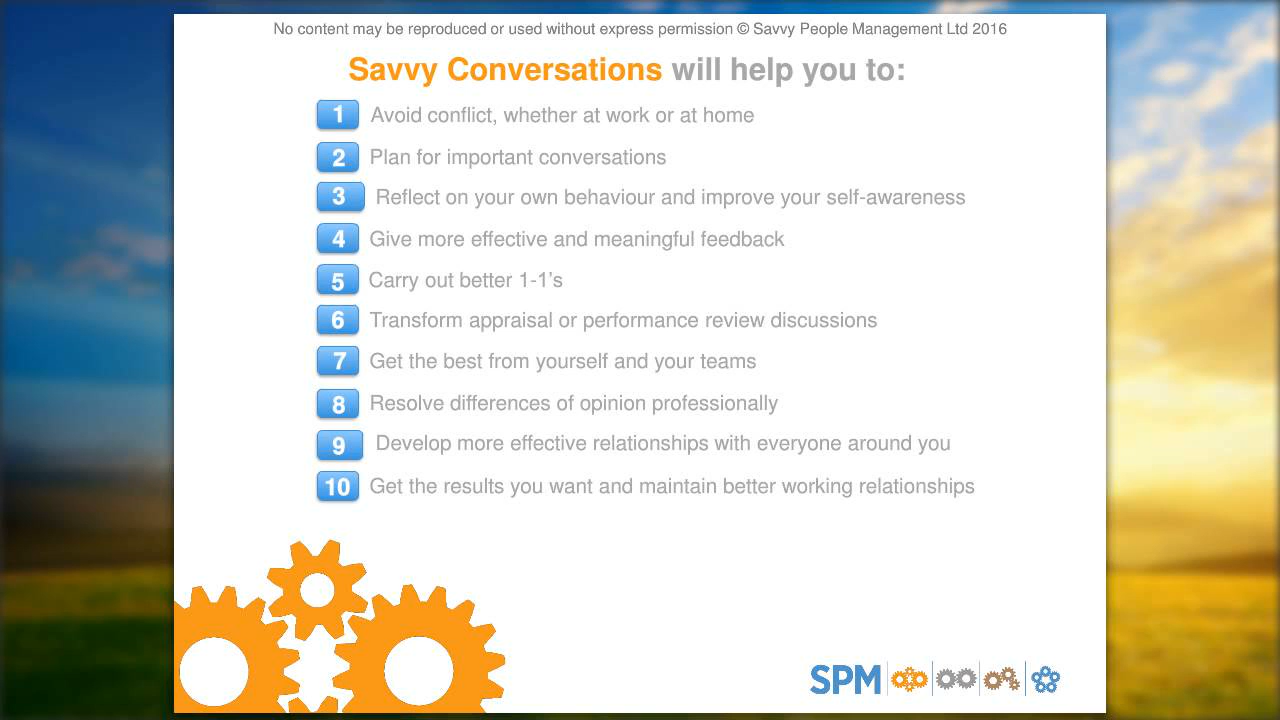 No content may be reproduced or used without express permission © Savvy People Management Ltd 2016
Savvy Conversations will help you to:
1 Avoid conflict, whether at work or at home
2 Plan for important conversations
3 Reflect on your own behaviour and improve your self-awareness
4 Give more effective and meaningful feedback
5 Carry out better 1-1’s
6 Transform appraisal or performance review discussions
7 Get the best from yourself and your teams
8 Resolve differences of opinion professionally
9 Develop more effective relationships with everyone around you
10 Get the results you want and maintain better working relationships
SPM